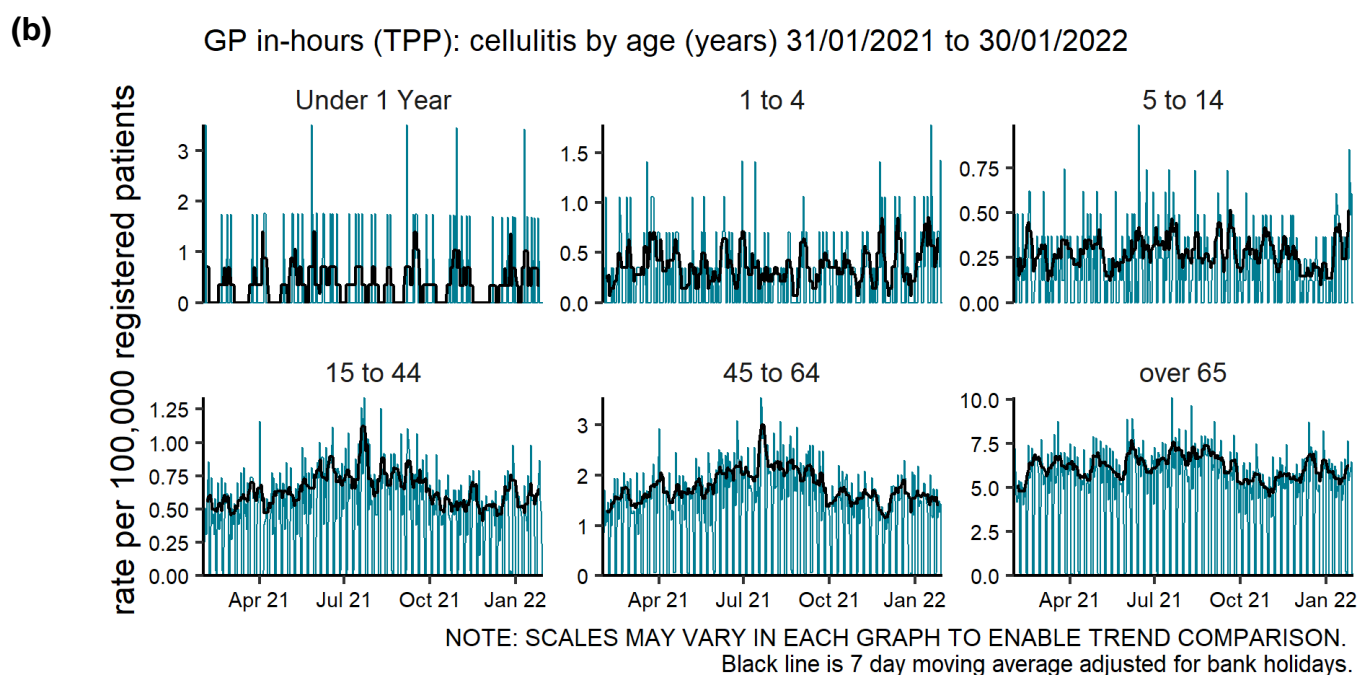 (b)
GP in-hours (TPP): cellulitis by age (years) 31/01/2021 to 30/01/2022
rate per 100,000 registered patients
Under 1 Year
3
2
1
0
1 to 4
1.5
1.0
0.5
0.0
5 to 14
0.75
0.50
0.25
0.00
15 to 44
1.25
1.00
0.75
0.50
0.25
0.00
Apr 21 Jul 21 Oct 21 Jan 22
45 to 64
3
2
1
0
Apr 21 Jul 21 Oct 21 Jan 22
over 65
10.0
7.5
5.0
2.5
0.0
Apr 21 Jul 21 Oct 21 Jan 22
NOTE: SCALES MAY VARY IN EACH GRAPH TO ENABLE TREND COMPARISON.
Black line is 7 day moving average adjusted for bank holidays.